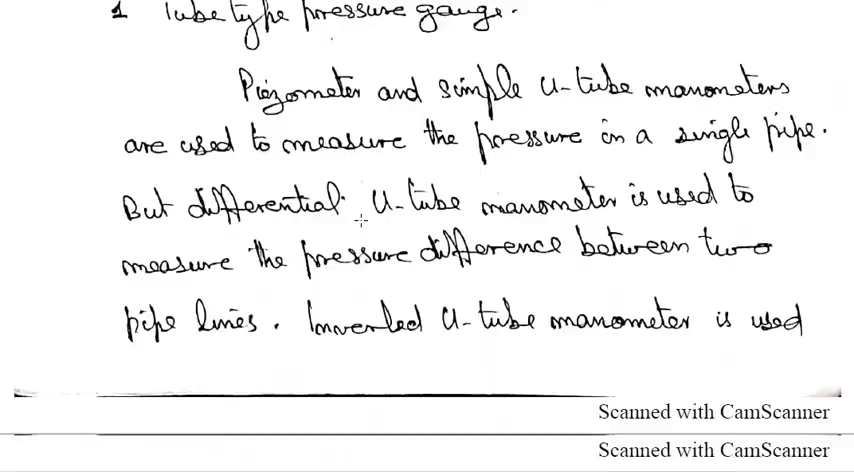 1 Tube type pressure gauge.
Piezometer and simple U-tube manometers
are used to measure the pressure in a single pipe.
But differential U-tube manometer is used to
measure the pressure difference between two
pipe lines. Inverted U-tube manometer is used
Scanned with CamScanner
Scanned with CamScanner